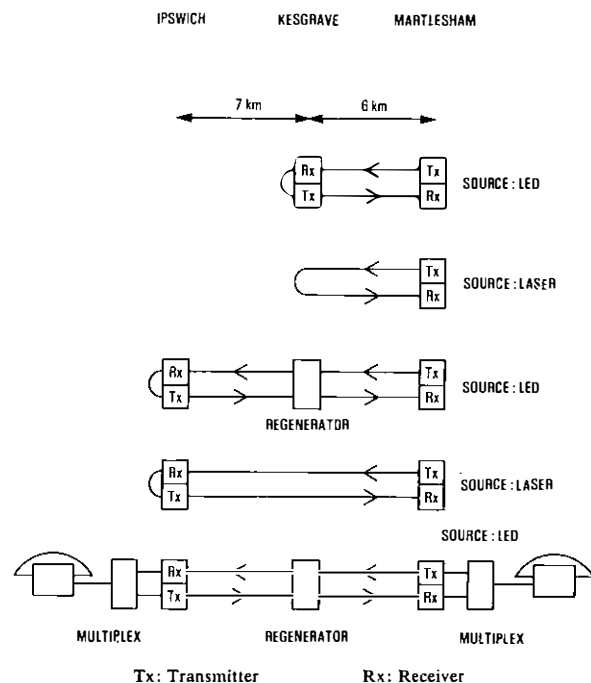 IPSWICH KESGRAVE MARTLESHAM
7 km 6 km
Rx Tx
Tx Rx
SOURCE : LED
Tx
Rx
SOURCE : LASER
Rx Tx
Tx Rx
SOURCE : LED
REGENERATOR
Rx Tx
Tx Rx
SOURCE : LASER
SOURCE : LED
Rx Tx
Tx Rx
MULTIPLEX REGENERATOR MULTIPLEX
Tx: Transmitter Rx: Receiver